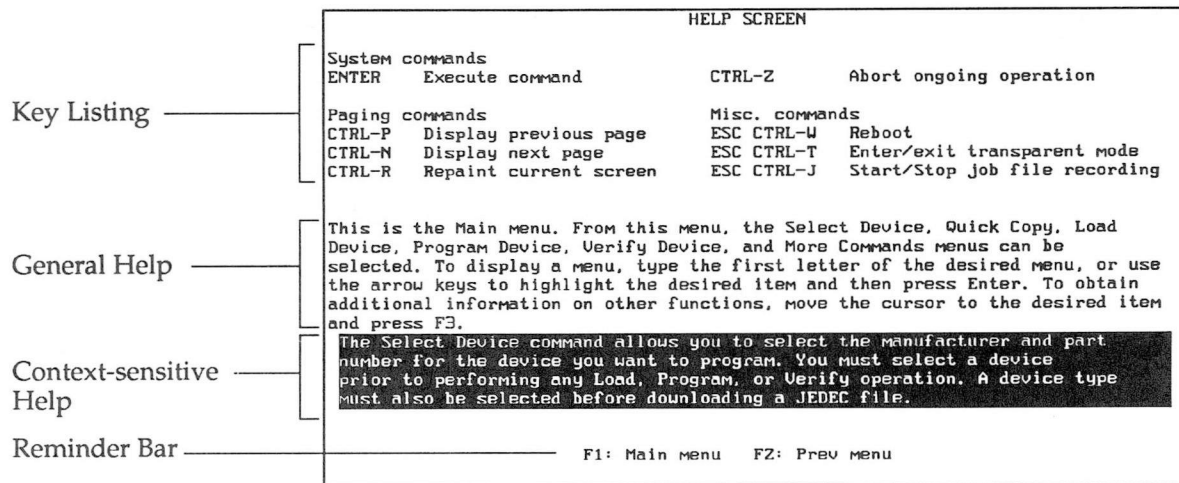 HELP SCREEN
Key Listing
System commands
ENTER Execute command CTRL-Z Abort ongoing operation
Paging commands Misc. commands
CTRL-P Display previous page ESC CTRL-W Reboot
CTRL-N Display next page ESC CTRL-T Enter/exit transparent mode
CTRL-R Repaint current screen ESC CTRL-J Start/Stop job file recording
General Help
This is the Main menu. From this menu, the Select Device, Quick Copy, Load
Device, Program Device, Verify Device, and More Commands menus can be
selected. To display a menu, type the first letter of the desired menu, or use
the arrow keys to highlight the desired item and then press Enter. To obtain
additional information on other functions, move the cursor to the desired item
and press F3.
Context-sensitive
Help
The Select Device command allows you to select the manufacturer and part
number for the device you want to program. You must select a device
prior to performing any Load, Program, or Verify operation. A device type
must also be selected before downloading a JEDEC file.
Reminder Bar
F1: Main menu F2: Prev menu